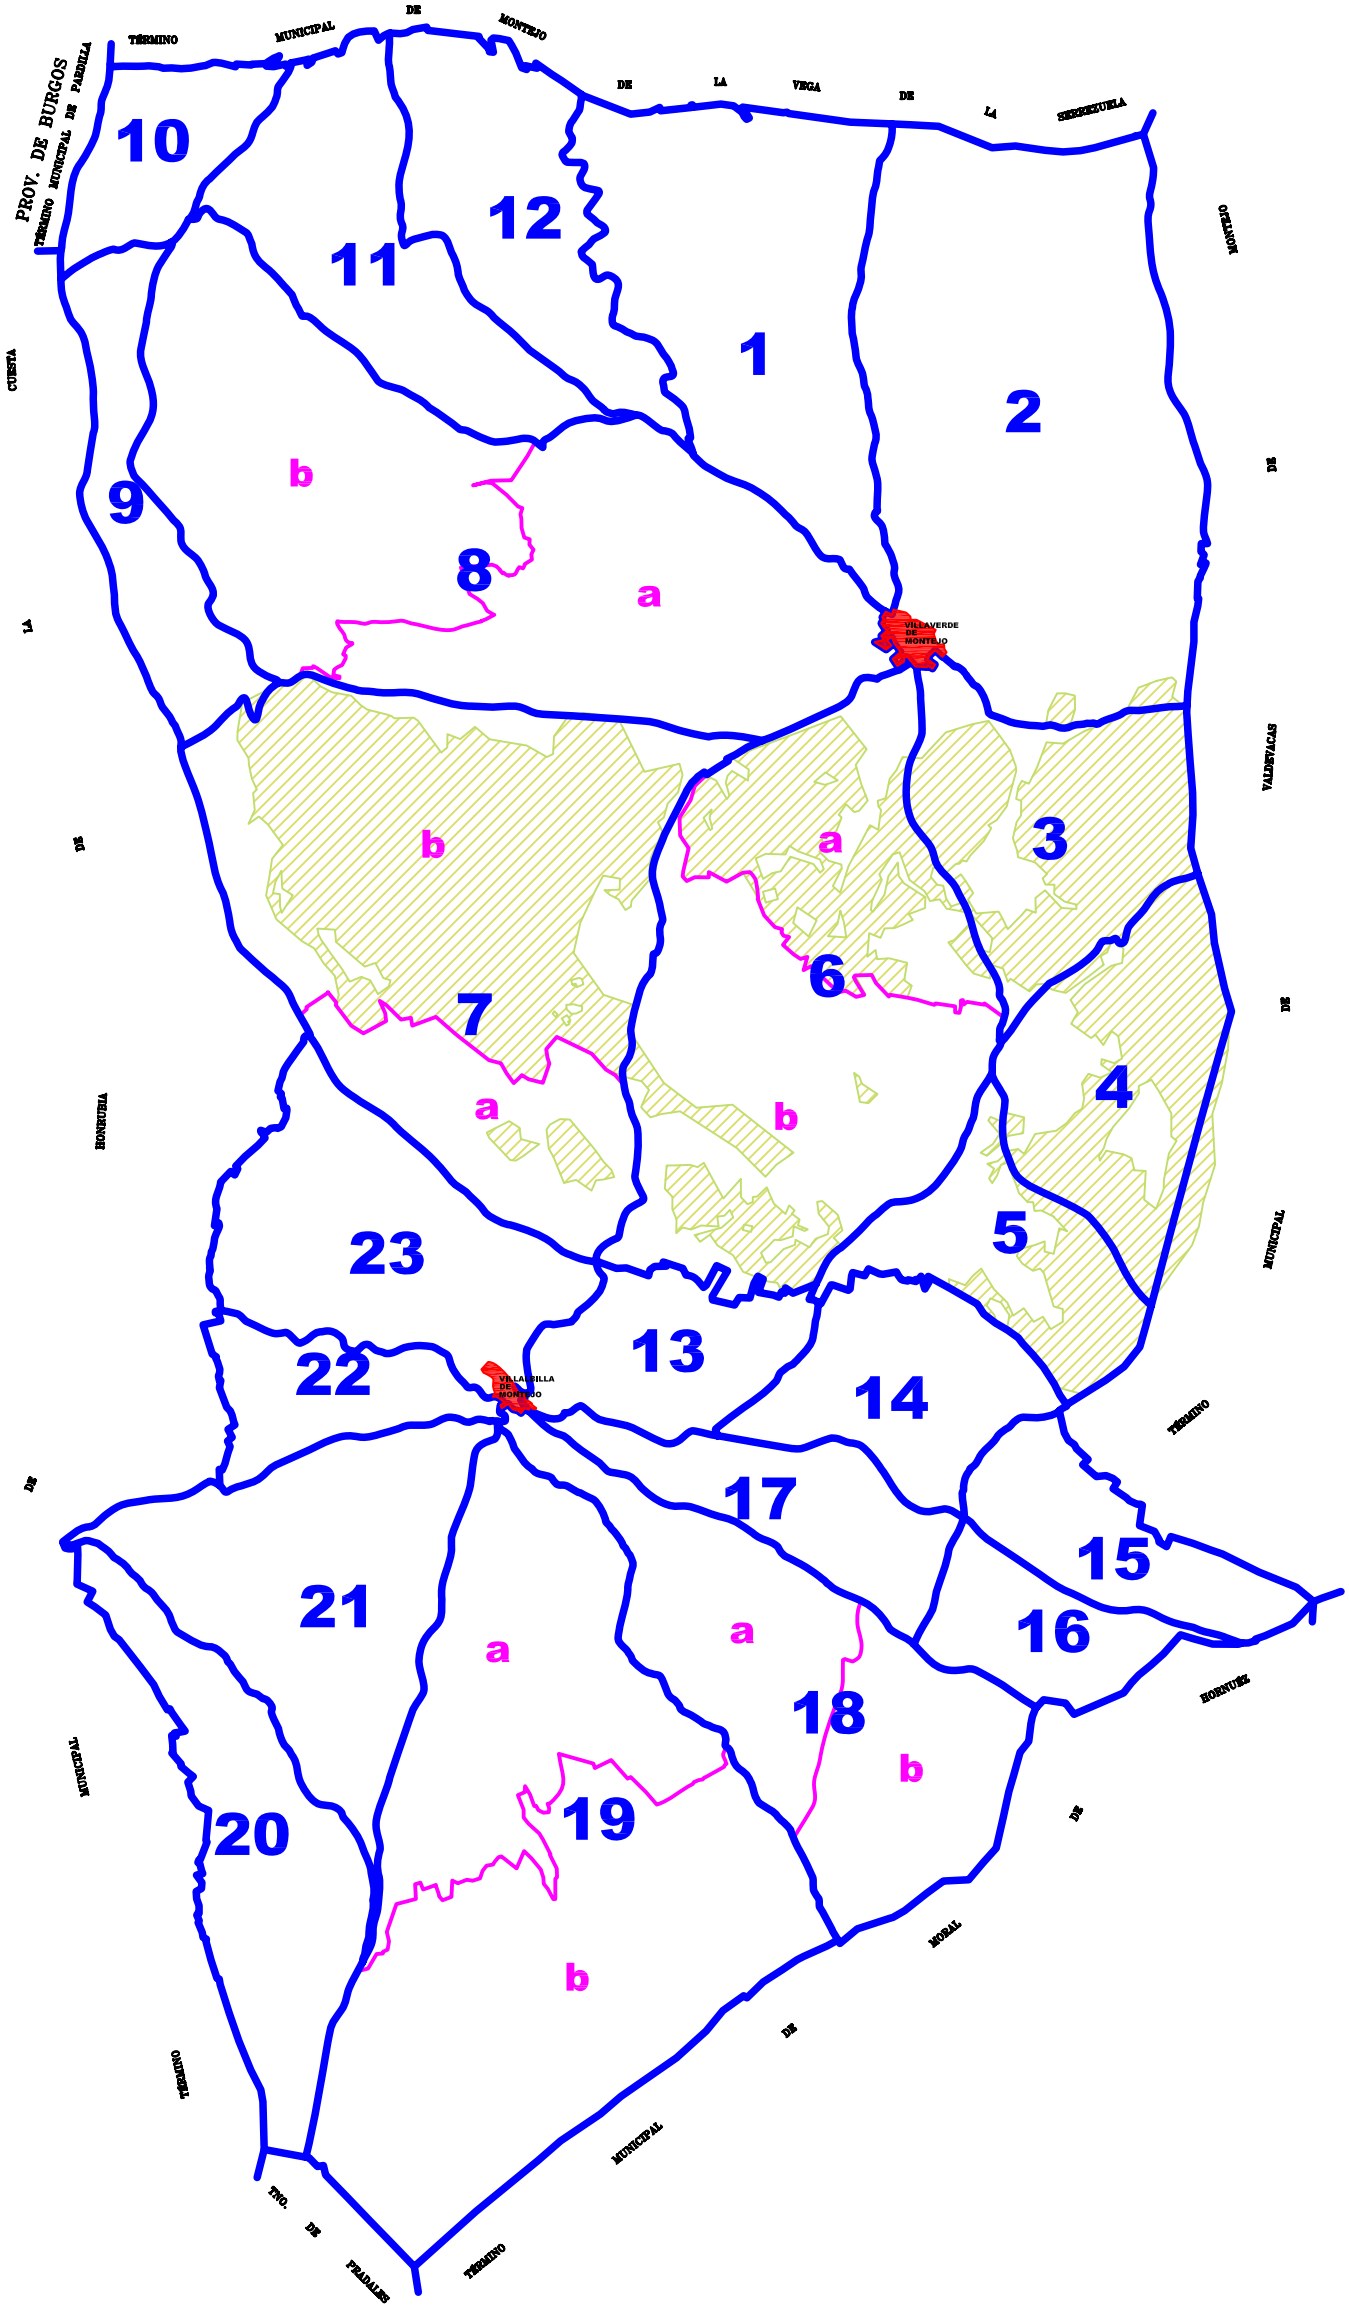 TÉRMINO MUNICIPAL DE MONTEJO DE LA VEGA DE LA SERREZUELA
PROV. DE BURGOS
TÉRMINO MUNICIPAL DE PARDILLA
10
11
12
1
2
b
9
8
a
VILLAVERDE
DE
MONTEJO
b
a
3
6
7
a
b
4
5
23
13
22
VILLALBILLA
DE
MONTEJO
14
17
15
21
a
a
16
18
b
19
20
b
TÉRMINO MUNICIPAL DE HONRUBIA DE LA CUESTA
TÉRMINO MUNICIPAL DE VALDEVACAS DE MONTEJO
TÉRMINO MUNICIPAL DE MORAL DE HORNUEZ
TNO. DE PRADALES